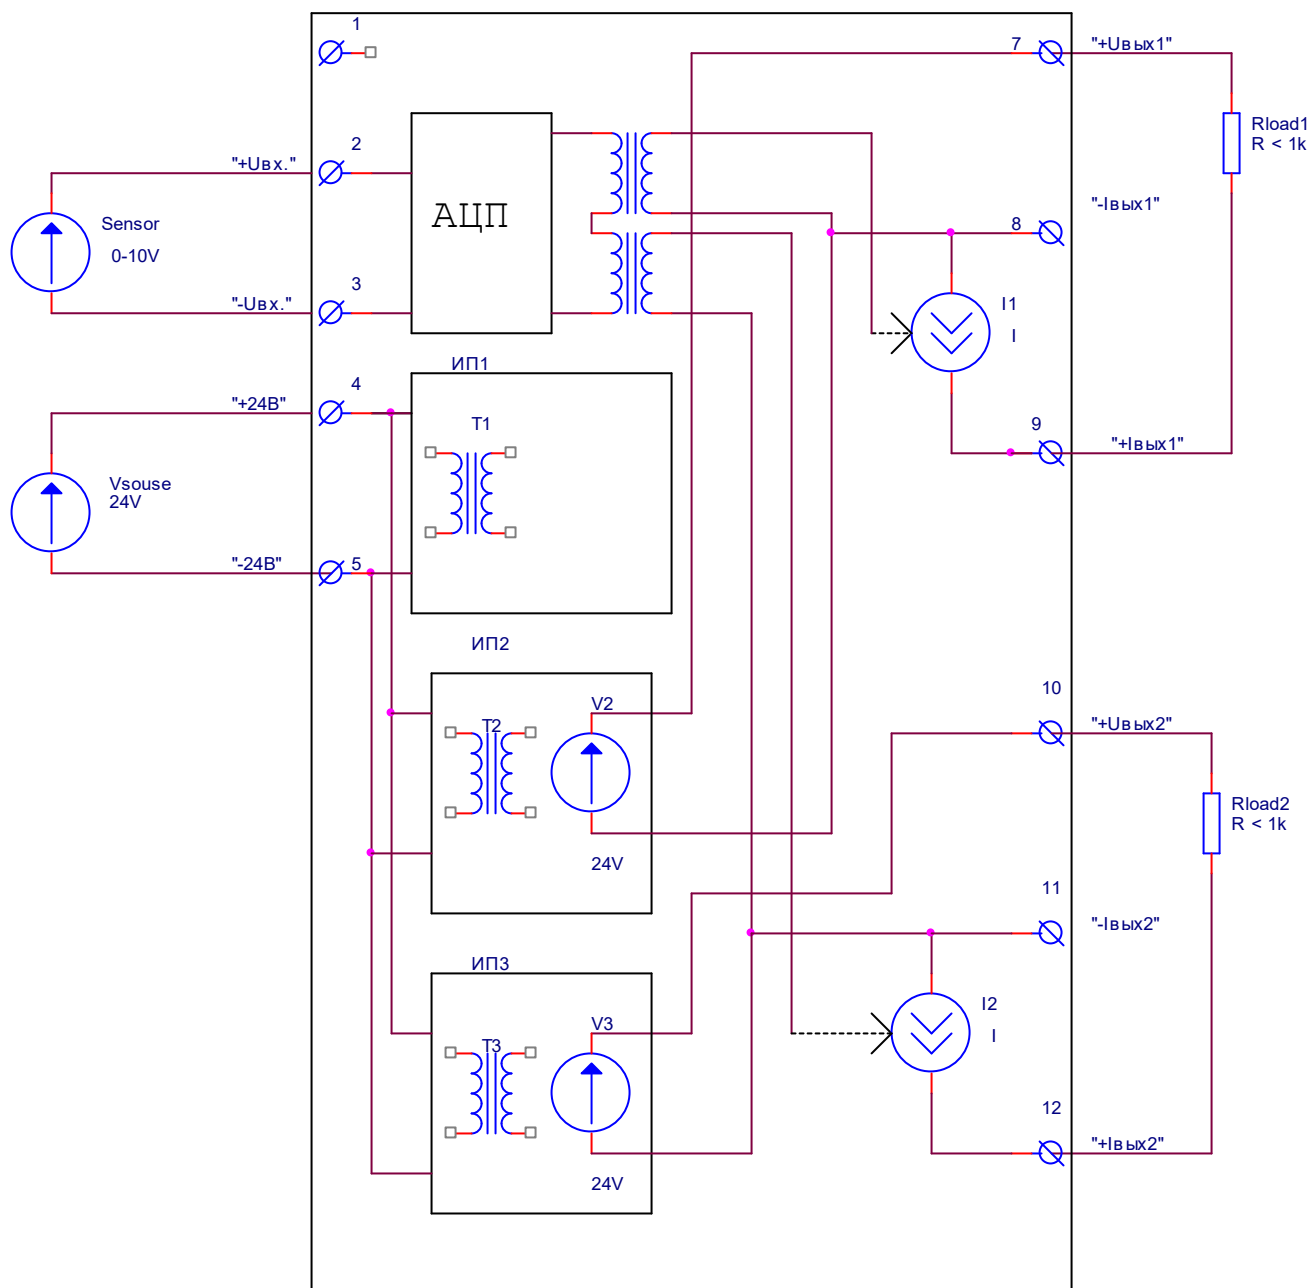 1
7
"+Uвых1"
Rload1
R < 1k
2
"+Uвх."
АЦП
Sensor
0-10V
"-Iвых1"
8
3
"-Uвх."
I1
I
ИП1
4
"+24В"
T1
9
"+Iвых1"
Vsouse
24V
"-24В"
5
ИП2
10
V2
T2
"+Uвых2"
Rload2
R < 1k
24V
11
"-Iвых2"
ИП3
I2
I
V3
T3
12
"+Iвых2"
24V